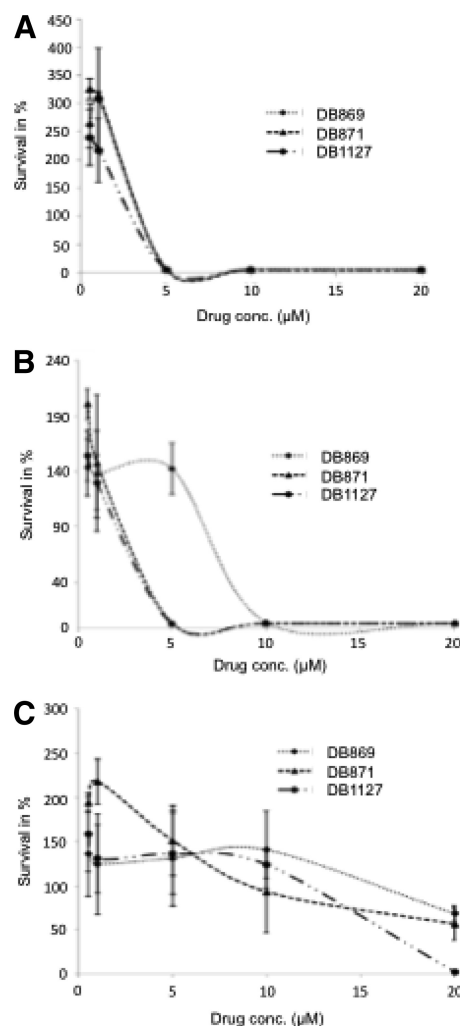 A
450
400
350
300
250
200
150
100
50
0
Survival in %
DB869
DB871
DB1127
0 5 10 15 20
Drug conc. (µM)
B
240
190
140
90
40
0
Survival in %
DB869
DB871
DB1127
0 5 10 15 20
Drug conc. (µM)
C
300
250
200
150
100
50
0
Survival in %
DB869
DB871
DB1127
0 5 10 15 20
Drug conc. (µM)